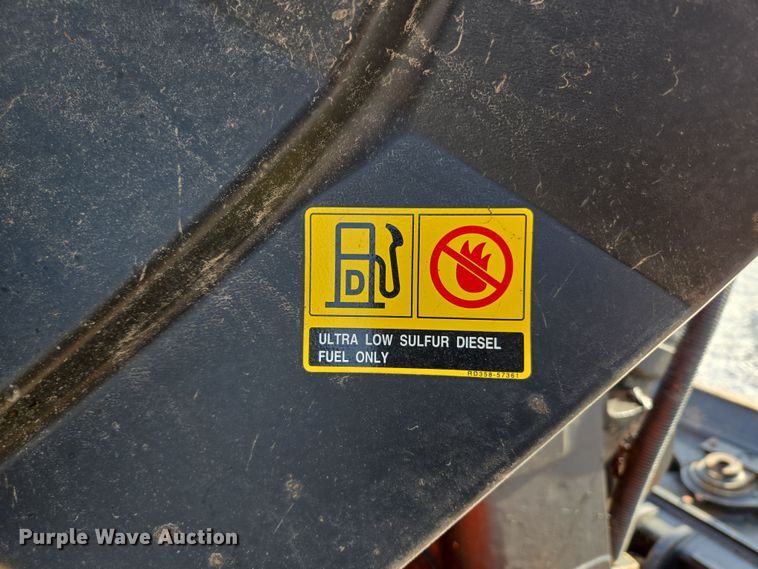 D
ULTRA LOW SULFUR DIESEL
FUEL ONLY
RD358-57361
Purple Wave Auction®